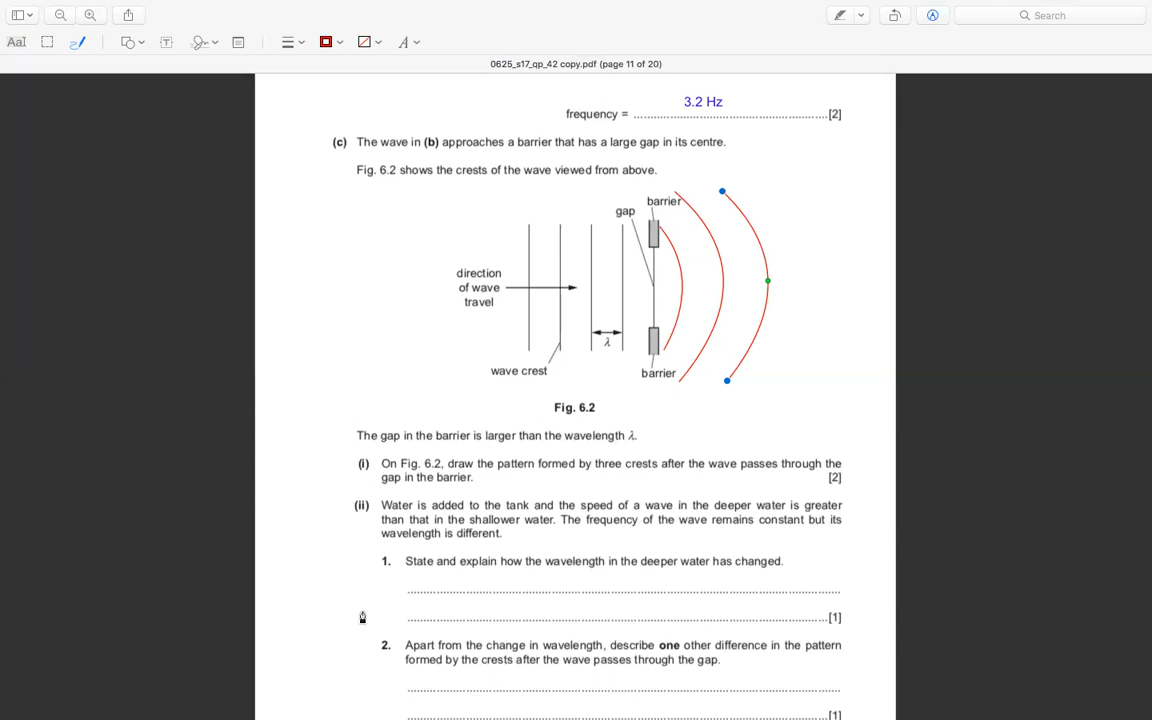 Search
AaI
T
A
0625_s17_qp_42 copy.pdf (page 11 of 20)
3.2 Hz
frequency = ................................................................[2]
(c) The wave in (b) approaches a barrier that has a large gap in its centre.
Fig. 6.2 shows the crests of the wave viewed from above.
barrier
gap
direction
of wave
travel
λ
wave crest
barrier
Fig. 6.2
The gap in the barrier is larger than the wavelength λ.
(i) On Fig. 6.2, draw the pattern formed by three crests after the wave passes through the
gap in the barrier. [2]
(ii) Water is added to the tank and the speed of a wave in the deeper water is greater
than that in the shallower water. The frequency of the wave remains constant but its
wavelength is different.
1. State and explain how the wavelength in the deeper water has changed.
................................................................................................
................................................................................................[1]
2. Apart from the change in wavelength, describe one other difference in the pattern
formed by the crests after the wave passes through the gap.
................................................................................................
................................................................................................[1]